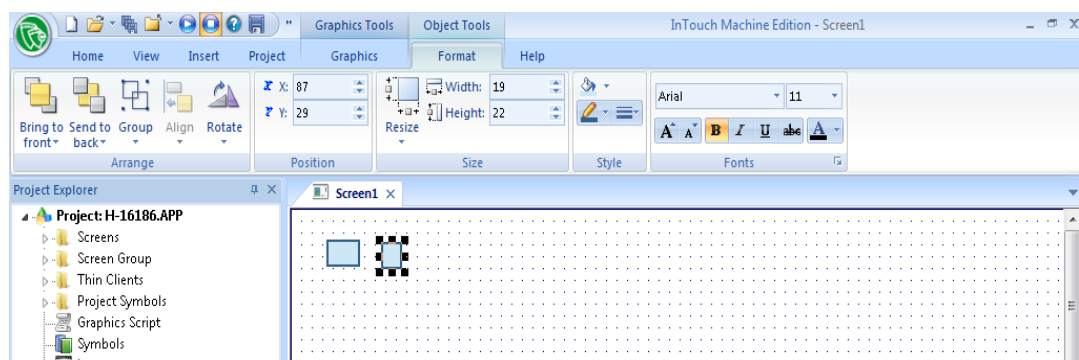 Graphics Tools Object Tools InTouch Machine Edition - Screen1
Home View Insert Project Graphics Format Help
X: 87 Width: 19
Arial 11
Y: 29 Height: 22
Bring to front Send to back Group Align Rotate Resize A A B I U abc A
Arrange Position Size Style Fonts
Project Explorer Screen1
Project: H-16186.APP
Screens
Screen Group
Thin Clients
Project Symbols
Graphics Script
Symbols